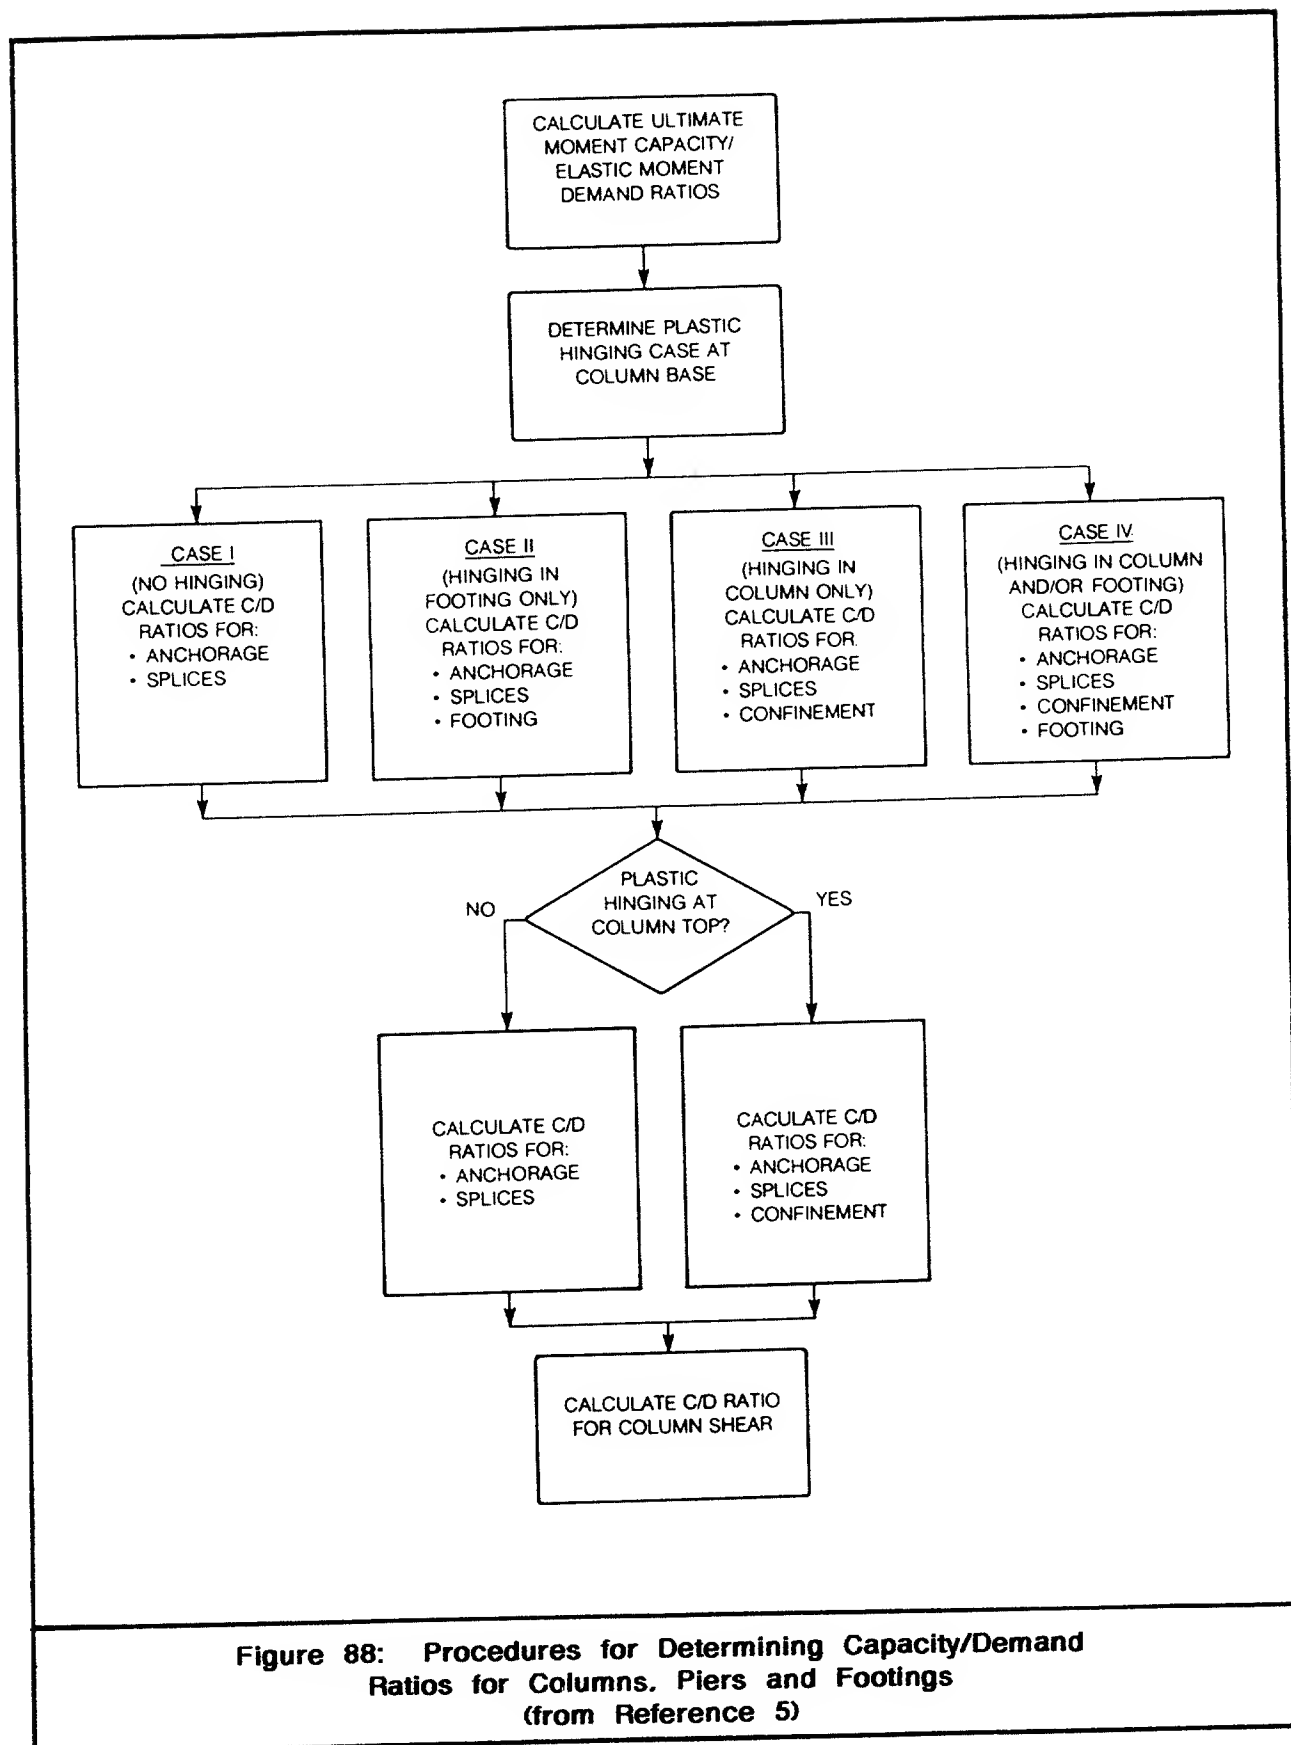 CALCULATE ULTIMATE
MOMENT CAPACITY/
ELASTIC MOMENT
DEMAND RATIOS
DETERMINE PLASTIC
HINGING CASE AT
COLUMN BASE
CASE I
(NO HINGING)
CALCULATE C/D
RATIOS FOR:
• ANCHORAGE
• SPLICES
CASE II
(HINGING IN
FOOTING ONLY)
CALCULATE C/D
RATIOS FOR:
• ANCHORAGE
• SPLICES
• FOOTING
CASE III
(HINGING IN
COLUMN ONLY)
CALCULATE C/D
RATIOS FOR.
• ANCHORAGE
• SPLICES
• CONFINEMENT
CASE IV.
(HINGING IN COLUMN
AND/OR FOOTING)
CALCULATE C/D
RATIOS FOR:
• ANCHORAGE
• SPLICES
• CONFINEMENT
• FOOTING
PLASTIC
HINGING AT
COLUMN TOP?
NO
YES
CALCULATE C/D
RATIOS FOR:
• ANCHORAGE
• SPLICES
CACULATE C/D
RATIOS FOR:
• ANCHORAGE
• SPLICES
• CONFINEMENT
CALCULATE C/D RATIO
FOR COLUMN SHEAR
Figure 88: Procedures for Determining Capacity/Demand
Ratios for Columns. Piers and Footings
(from Reference 5)